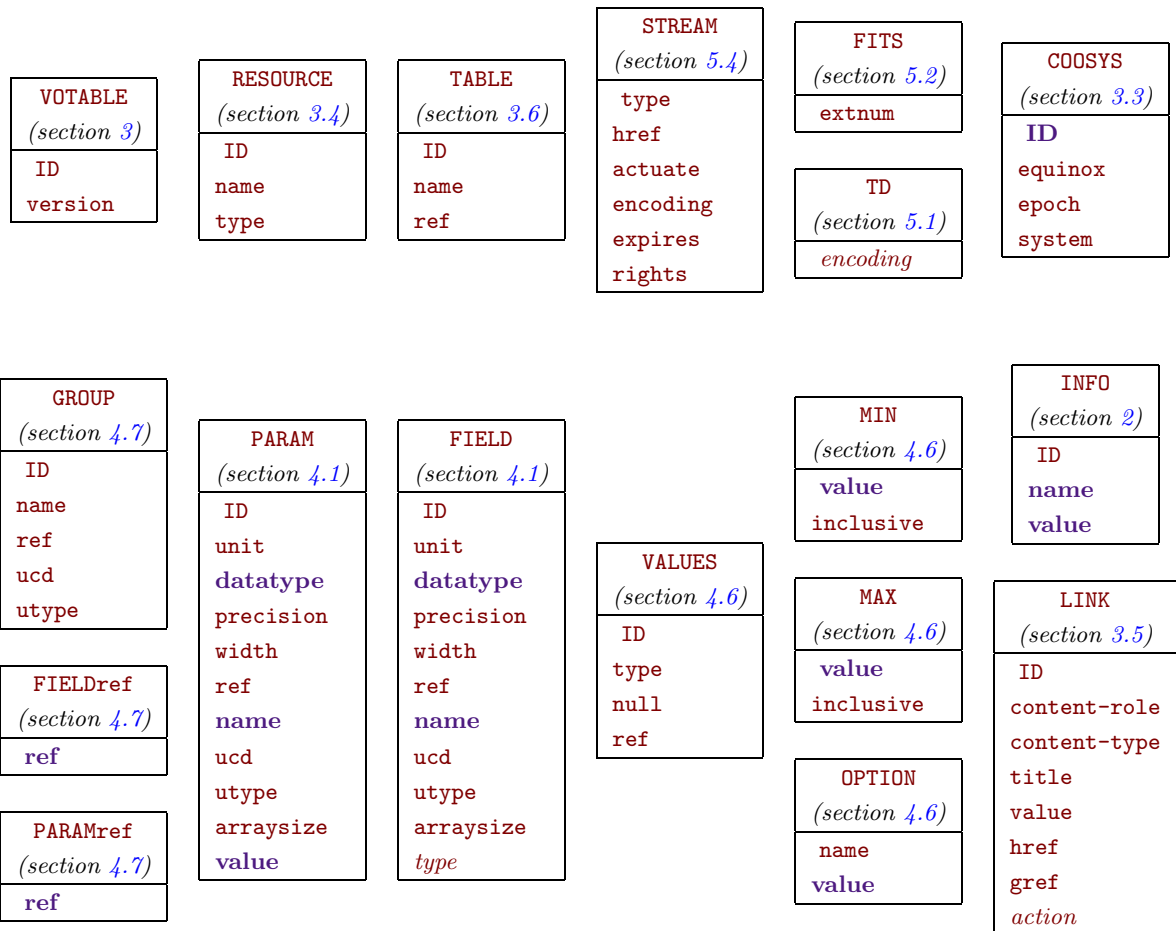 VOTABLE
(section 3)
ID
version
RESOURCE
(section 3.4)
ID
name
type
TABLE
(section 3.6)
ID
name
ref
STREAM
(section 5.4)
type
href
actuate
encoding
expires
rights
FITS
(section 5.2)
extnum
TD
(section 5.1)
encoding
COOSYS
(section 3.3)
ID
equinox
epoch
system
GROUP
(section 4.7)
ID
name
ref
ucd
utype
FIELDref
(section 4.7)
ref
PARAMref
(section 4.7)
ref
PARAM
(section 4.1)
ID
unit
datatype
precision
width
ref
name
ucd
utype
arraysize
value
FIELD
(section 4.1)
ID
unit
datatype
precision
width
ref
name
ucd
utype
arraysize
type
VALUES
(section 4.6)
ID
type
null
ref
MIN
(section 4.6)
value
inclusive
MAX
(section 4.6)
value
inclusive
OPTION
(section 4.6)
name
value
INFO
(section 2)
ID
name
value
LINK
(section 3.5)
ID
content-role
content-type
title
value
href
gref
action